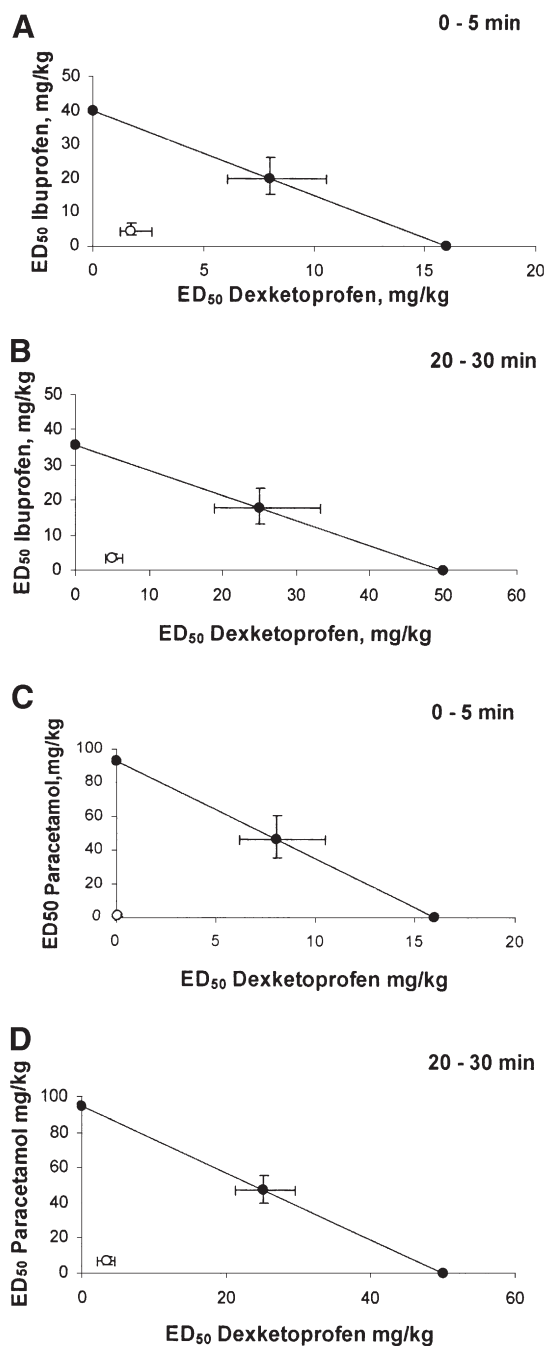 A
0 - 5 min
ED50 Ibuprofen, mg/kg
50
40
30
20
10
0
0 5 10 15 20
ED50 Dexketoprofen, mg/kg
B
20 - 30 min
ED50 Ibuprofen, mg/kg
50
40
30
20
10
0
0 10 20 30 40 50 60
ED50 Dexketoprofen, mg/kg
C
0 - 5 min
ED50 Paracetamol,mg/kg
100
80
60
40
20
0
0 5 10 15 20
ED50 Dexketoprofen mg/kg
D
20 - 30 min
ED50 Paracetamol mg/kg
100
80
60
40
20
0
0 20 40 60
ED50 Dexketoprofen mg/kg